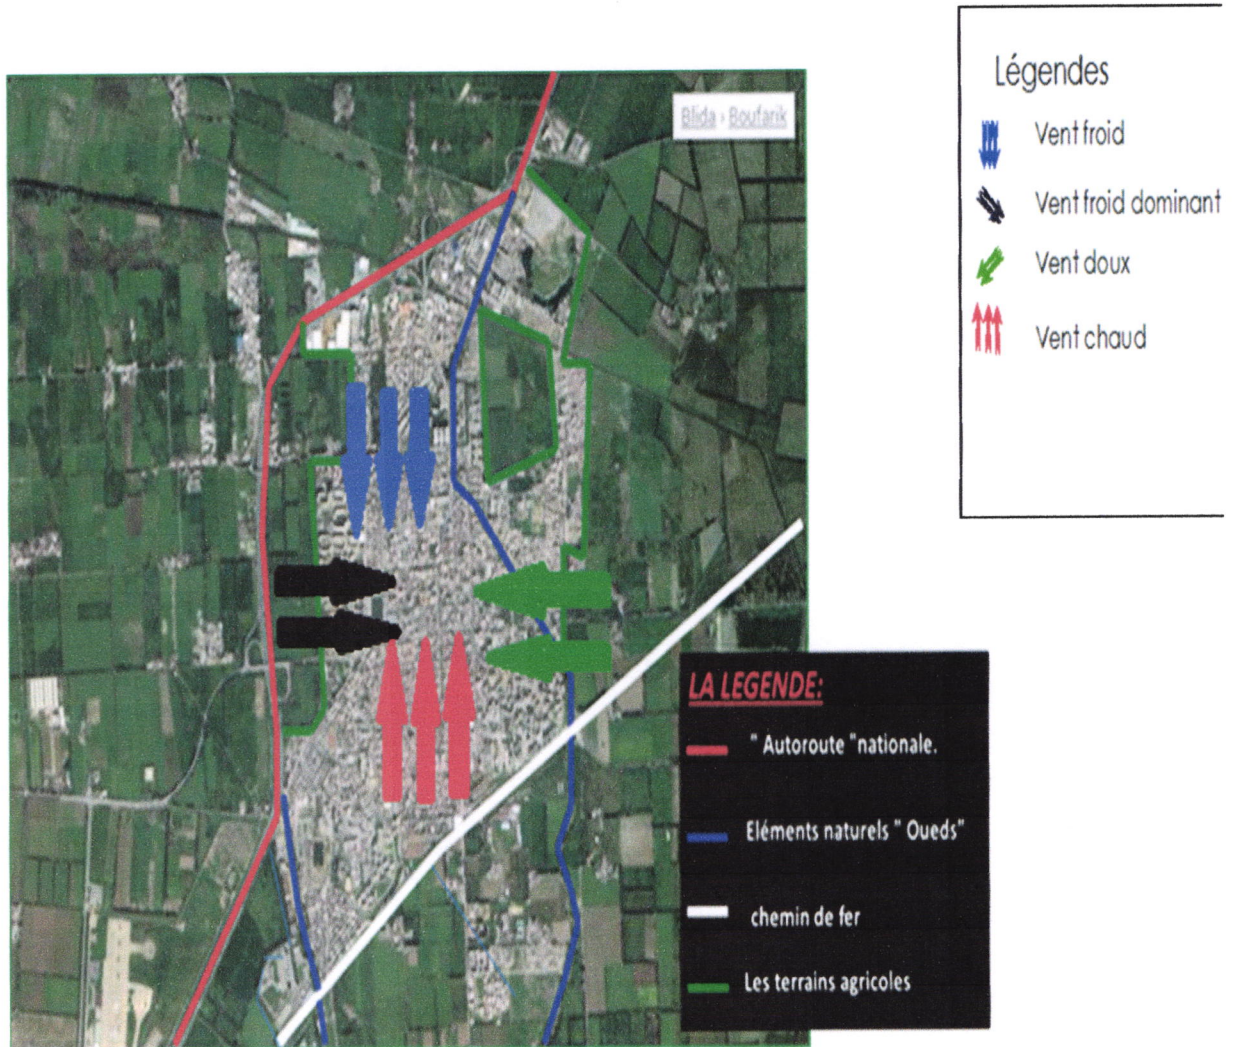 Blida › Boufarik
Légendes
Vent froid
Vent froid dominant
Vent doux
Vent chaud
LA LEGENDE:
" Autoroute "nationale.
Eléments naturels " Oueds"
chemin de fer
Les terrains agricoles